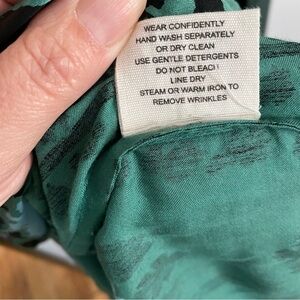 WEAR CONFIDENTLY
HAND WASH SEPARATELY
OR DRY CLEAN
USE GENTLE DETERGENTS
DO NOT BLEACH
LINE DRY
STEAM OR WARM IRON TO
REMOVE WRINKLES